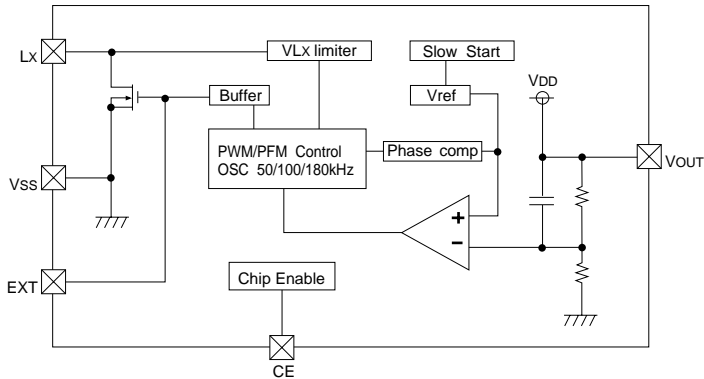 LX
VLX limiter
Slow Start
Buffer
Vref
VDD
PWM/PFM Control
OSC 50/100/180kHz
Phase comp
VSS
VOUT
+
−
EXT
Chip Enable
CE